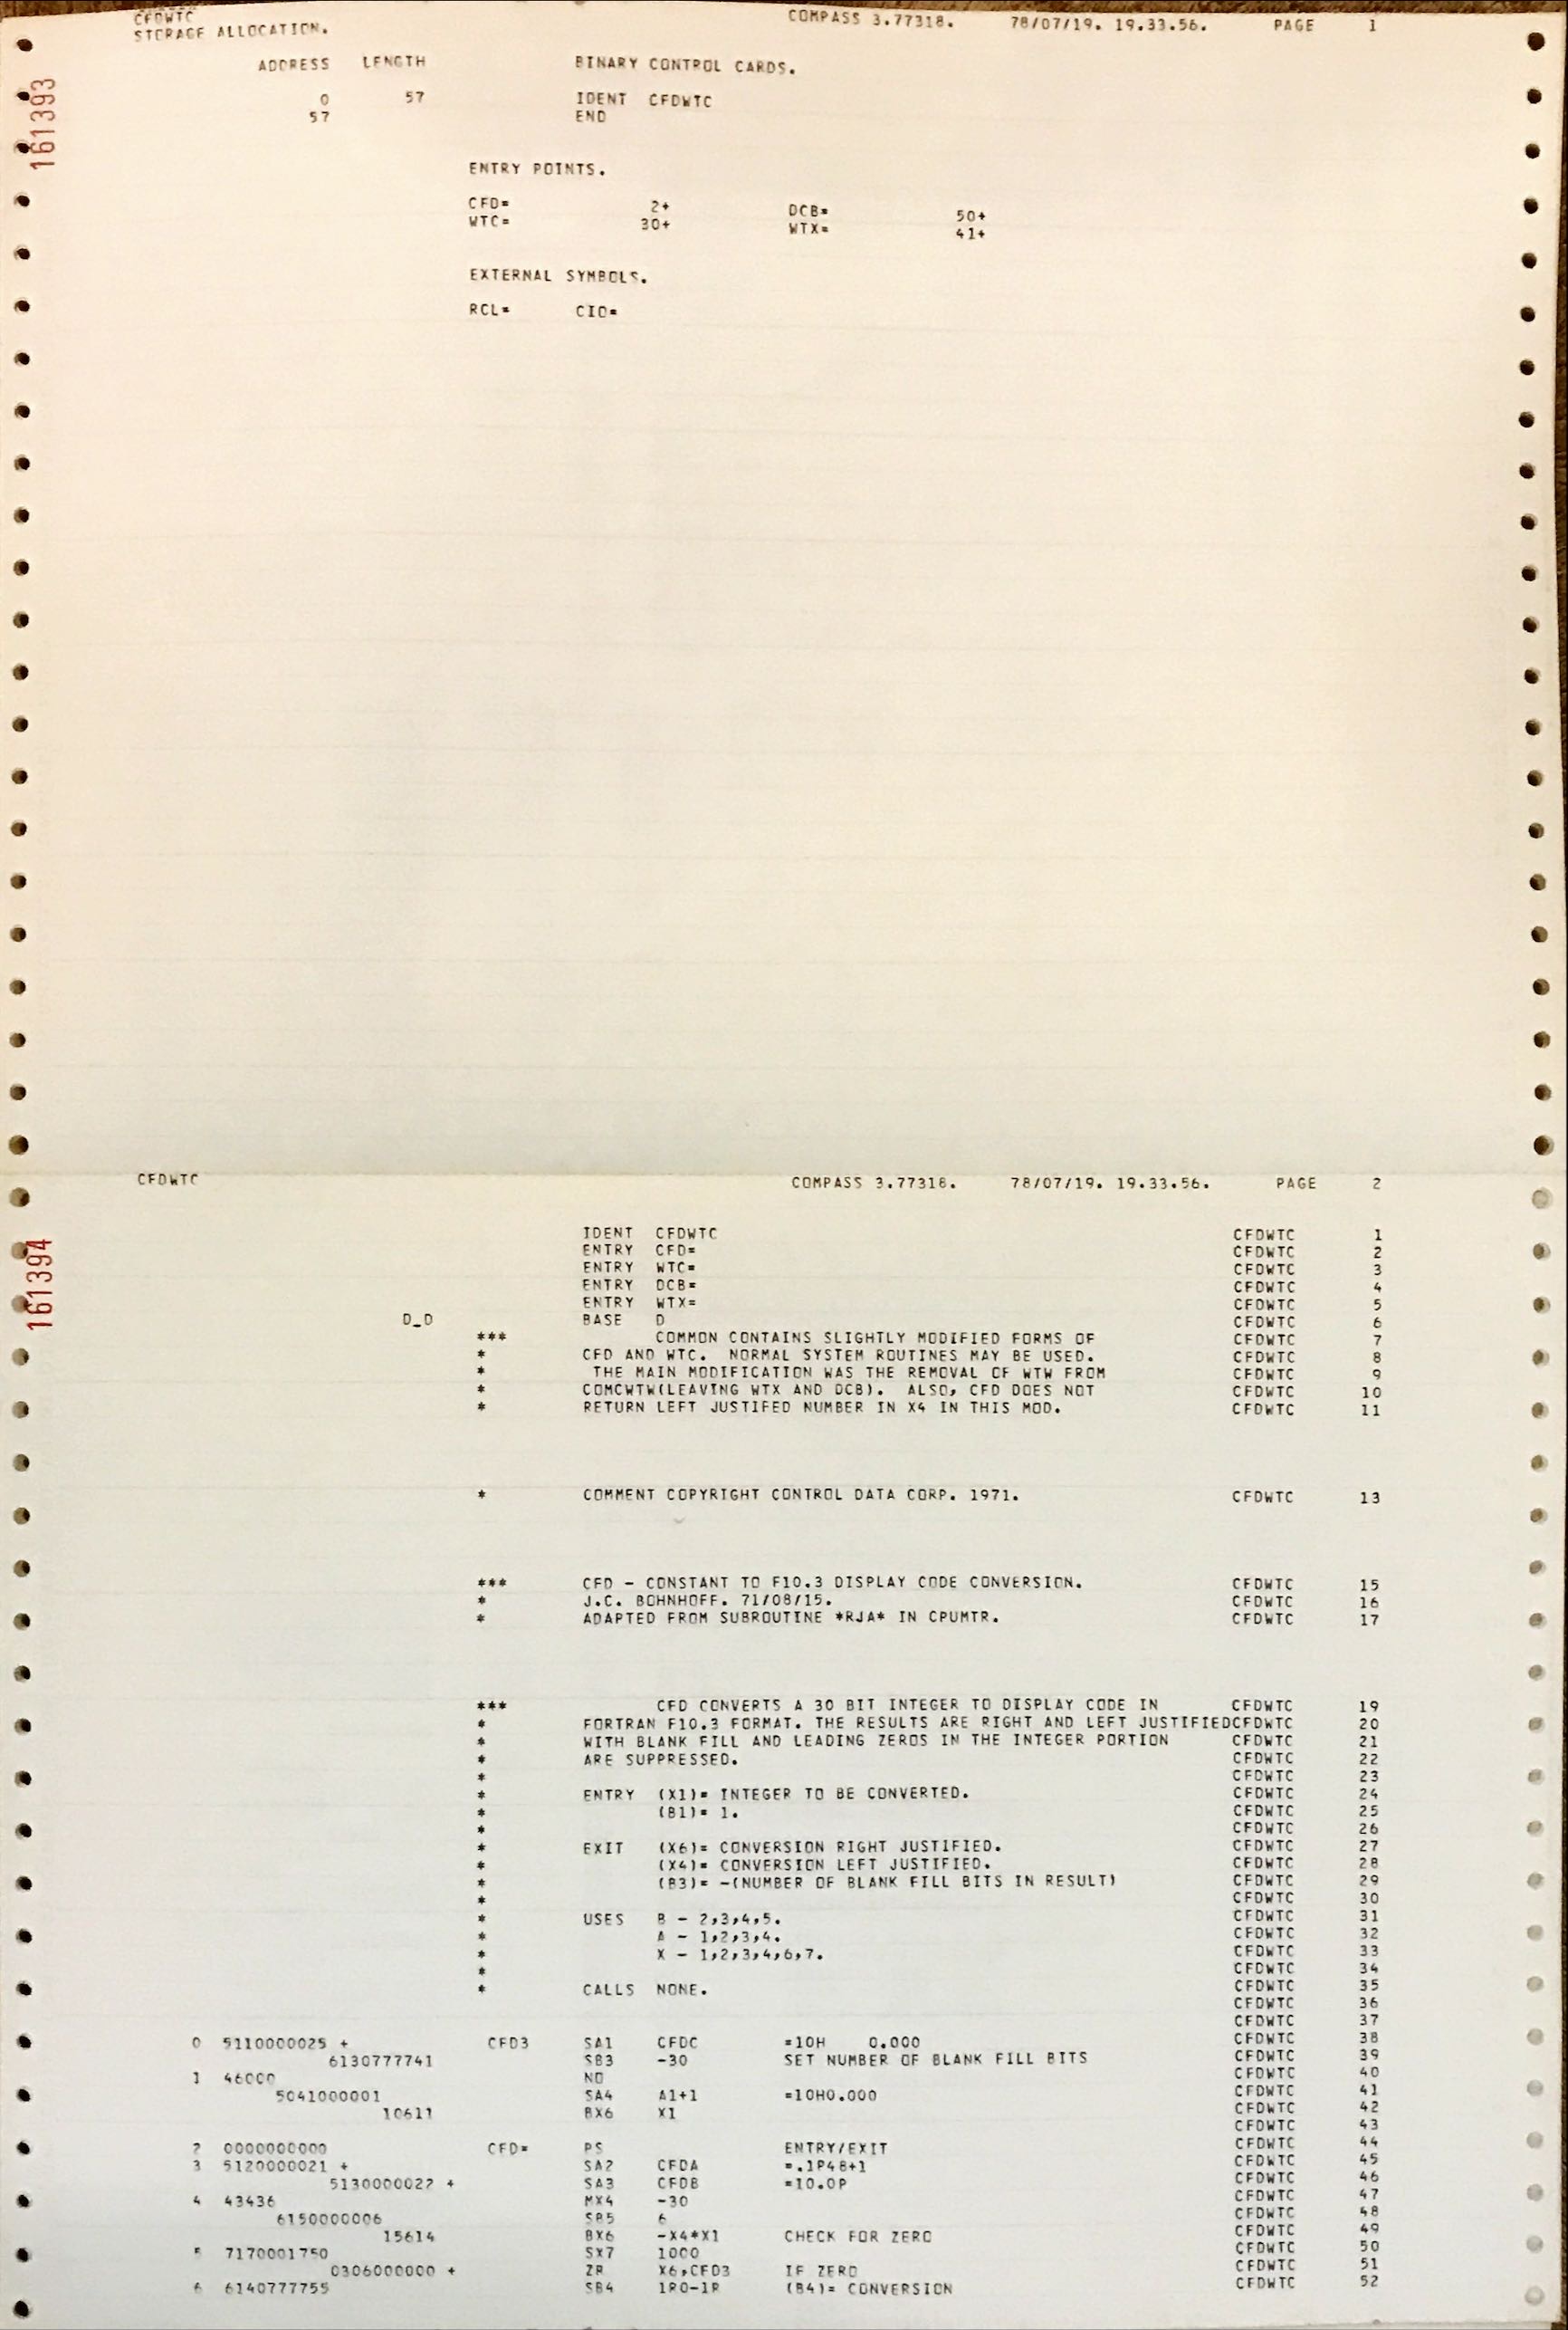 CFDWTC COMPASS 3.77318. 78/07/19. 19.33.56. PAGE 1
STORAGE ALLOCATION.
ADDRESS LENGTH BINARY CONTROL CARDS.
0 57 IDENT CFDWTC
57 END
161393
ENTRY POINTS.
CFD= 2+ DCB= 50+
WTC= 30+ WTX= 41+
EXTERNAL SYMBOLS.
RCL= CIO=
CFDWTC COMPASS 3.77318. 78/07/19. 19.33.56. PAGE 2
161394
IDENT CFDWTC CFDWTC 1
ENTRY CFD= CFDWTC 2
ENTRY WTC= CFDWTC 3
ENTRY DCB= CFDWTC 4
ENTRY WTX= CFDWTC 5
D_D BASE D CFDWTC 6
*** COMMON CONTAINS SLIGHTLY MODIFIED FORMS OF CFDWTC 7
* CFD AND WTC. NORMAL SYSTEM ROUTINES MAY BE USED. CFDWTC 8
* THE MAIN MODIFICATION WAS THE REMOVAL OF WTW FROM CFDWTC 9
* COMCWTW(LEAVING WTX AND DCB). ALSO, CFD DOES NOT CFDWTC 10
* RETURN LEFT JUSTIFED NUMBER IN X4 IN THIS MOD. CFDWTC 11
* COMMENT COPYRIGHT CONTROL DATA CORP. 1971. CFDWTC 13
*** CFD - CONSTANT TO F10.3 DISPLAY CODE CONVERSION. CFDWTC 15
* J.C. BOHNHOFF. 71/08/15. CFDWTC 16
* ADAPTED FROM SUBROUTINE *RJA* IN CPUMTR. CFDWTC 17
*** CFD CONVERTS A 30 BIT INTEGER TO DISPLAY CODE IN CFDWTC 19
* FORTRAN F10.3 FORMAT. THE RESULTS ARE RIGHT AND LEFT JUSTIFIEDCFDWTC 20
* WITH BLANK FILL AND LEADING ZEROS IN THE INTEGER PORTION CFDWTC 21
* ARE SUPPRESSED. CFDWTC 22
* CFDWTC 23
* ENTRY (X1)= INTEGER TO BE CONVERTED. CFDWTC 24
* (B1)= 1. CFDWTC 25
* CFDWTC 26
* EXIT (X6)= CONVERSION RIGHT JUSTIFIED. CFDWTC 27
* (X4)= CONVERSION LEFT JUSTIFIED. CFDWTC 28
* (B3)= -(NUMBER OF BLANK FILL BITS IN RESULT) CFDWTC 29
* CFDWTC 30
* USES B - 2,3,4,5. CFDWTC 31
* A - 1,2,3,4. CFDWTC 32
* X - 1,2,3,4,6,7. CFDWTC 33
* CFDWTC 34
* CALLS NONE. CFDWTC 35
CFDWTC 36
CFDWTC 37
0 5110000025 + CFD3 SA1 CFDC =10H 0.000 CFDWTC 38
6130777741 SB3 -30 SET NUMBER OF BLANK FILL BITS CFDWTC 39
1 46000 NO CFDWTC 40
5041000001 SA4 A1+1 =10H0.000 CFDWTC 41
10611 BX6 X1 CFDWTC 42
CFDWTC 43
2 0000000000 CFD= PS ENTRY/EXIT CFDWTC 44
3 5120000021 + SA2 CFDA =.1P48+1 CFDWTC 45
5130000022 + SA3 CFDB =10.0P CFDWTC 46
4 43436 MX4 -30 CFDWTC 47
6150000006 SB5 6 CFDWTC 48
15614 BX6 -X4*X1 CHECK FOR ZERO CFDWTC 49
5 7170001750 SX7 1000 CFDWTC 50
0306000000 + ZR X6,CFD3 IF ZERO CFDWTC 51
6 6140777755 SB4 1R0-1R (B4)= CONVERSION CFDWTC 52